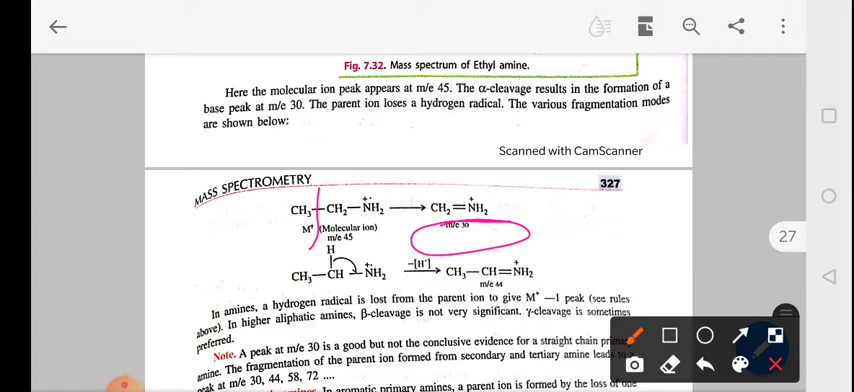 Fig. 7.32. Mass spectrum of Ethyl amine.
Here the molecular ion peak appears at m/e 45. The α-cleavage results in the formation of a
base peak at m/e 30. The parent ion loses a hydrogen radical. The various fragmentation modes
are shown below:
Scanned with CamScanner
MASS SPECTROMETRY 327
CH₃—CH₂—N⁺•H₂ ⟶ CH₂=N⁺H₂
M⁺ (Molecular ion) m/e 30
m/e 45
H
CH₃—CH—N⁺•H₂ –[H•]⟶ CH₃—CH=N⁺H₂
m/e 44
In amines, a hydrogen radical is lost from the parent ion to give M⁺ —1 peak (see rules
above). In higher aliphatic amines, β-cleavage is not very significant. γ-cleavage is sometimes
preferred.
Note. A peak at m/e 30 is a good but not the conclusive evidence for a straight chain
amine. The fragmentation of the parent ion formed from secondary and tertiary amine
peak at m/e 30, 44, 58, 72 ....
In aromatic primary amines, a parent ion is formed by the loss of one
27